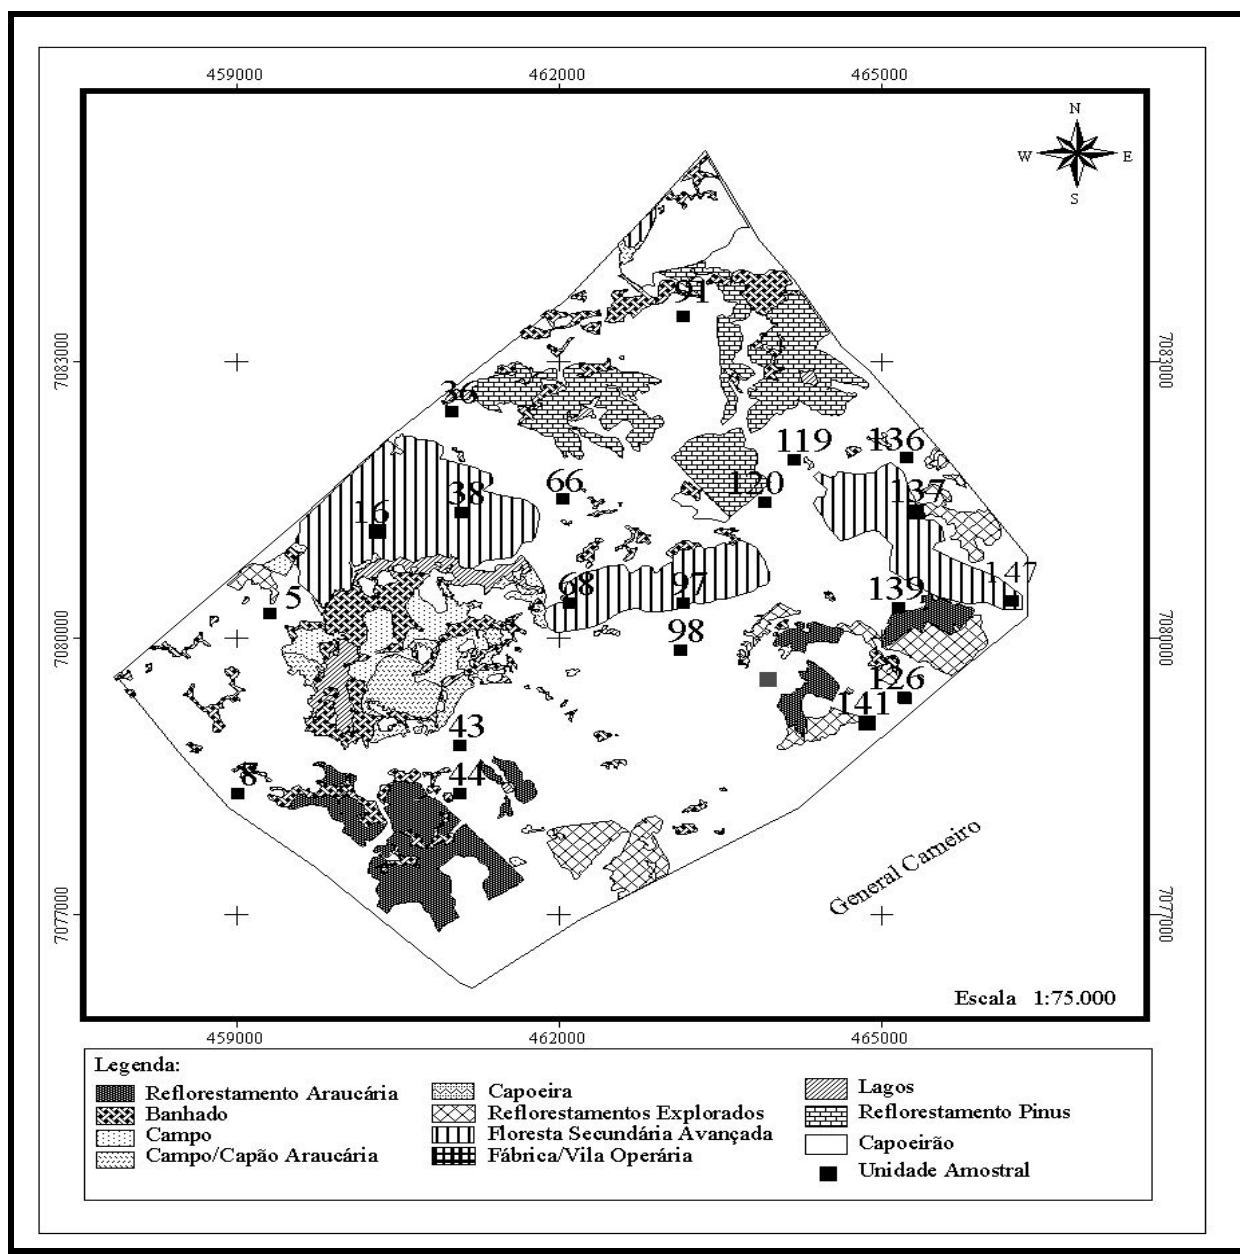 459000 462000 465000
N
W E
S
7083000 7083000
91
36
119 136
66 120
38 137
16
147
5 68 97 139
98
7080000 7080000
126
141
43
8 44
General Carneiro
7077000 7077000
Escala 1:75.000
459000 462000 465000
Legenda:
Reflorestamento Araucária
Banhado
Campo
Campo/Capão Araucária
Capoeira
Reflorestamentos Explorados
Floresta Secundária Avançada
Fábrica/Vila Operária
Lagos
Reflorestamento Pinus
Capoeirão
Unidade Amostral